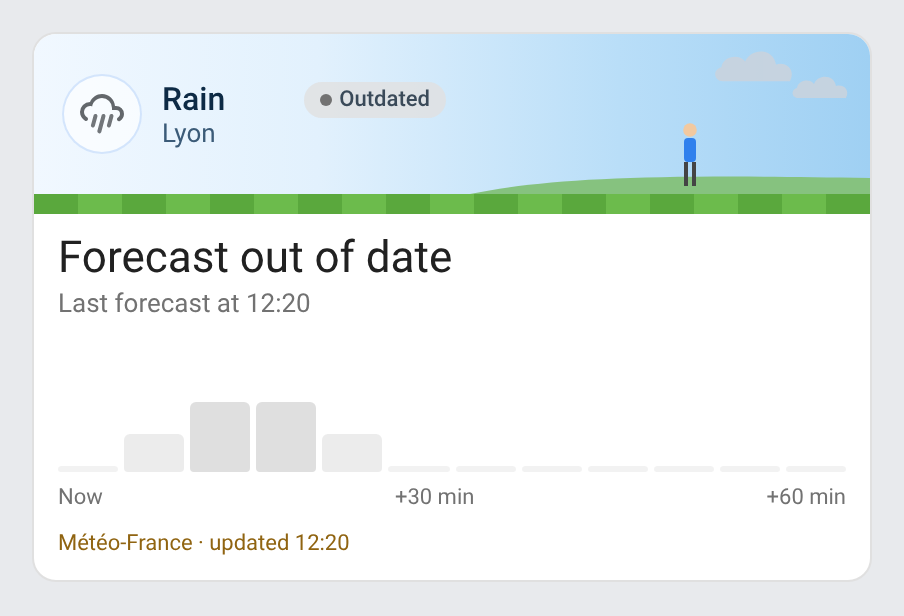 Rain
Lyon
Outdated
Forecast out of date
Last forecast at 12:20
Now
+30 min
+60 min
Météo-France · updated 12:20